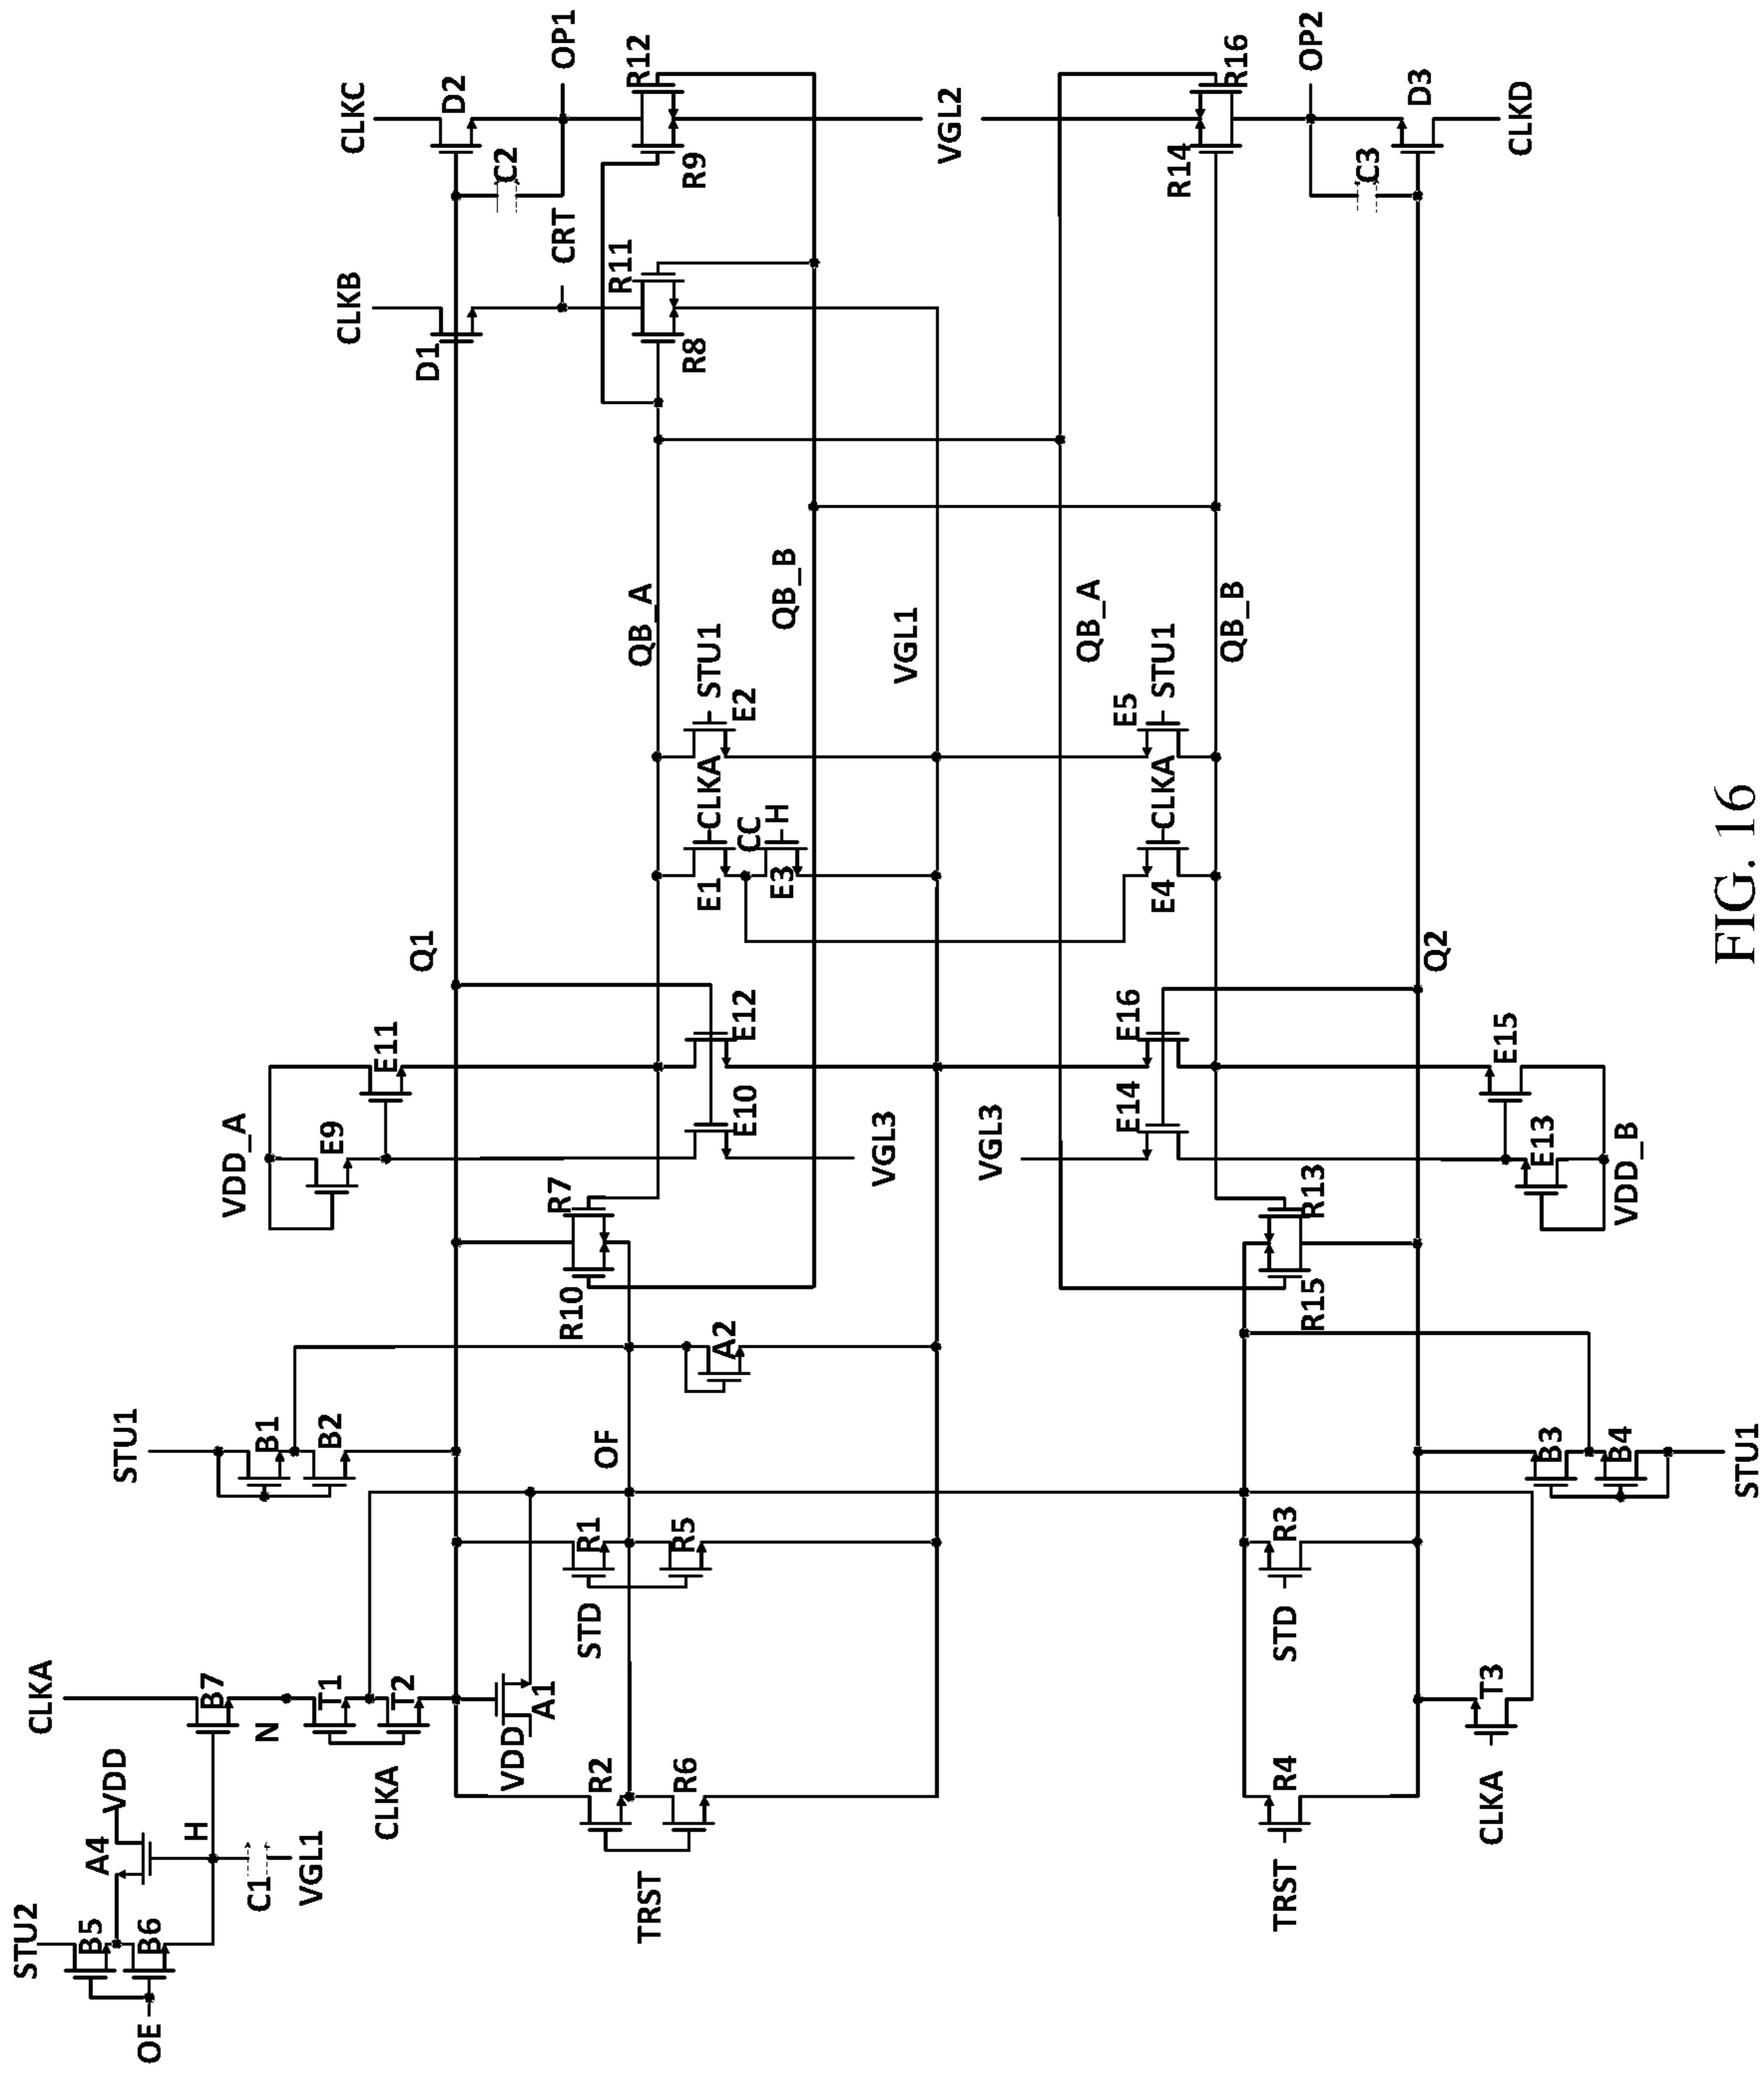 STU2
OE
B5
B6
A4
VDD
H
C1
VGL1
CLKA
B7
N
T1
T2
CLKA
VDD
A1
STU1
B1
B2
VDD_A
E9
E11
Q1
CLKB
D1
CLKC
D2
C2
OP1
CRT
R2
R6
TRST
STD
R1
R5
OF
A2
R10
R7
E10
E12
VGL3
QB_A
E1
CLKA
CC
E3
H
STU1
E2
QB_B
VGL1
R8
R11
R9
R12
VGL2
TRST
R4
STD
R3
R15
R13
VGL3
E14
E16
E4
CLKA
E5
STU1
QB_A
QB_B
R14
R16
OP2
C3
D3
CLKD
CLKA
T3
B3
B4
STU1
E13
E15
VDD_B
Q2
FIG. 16